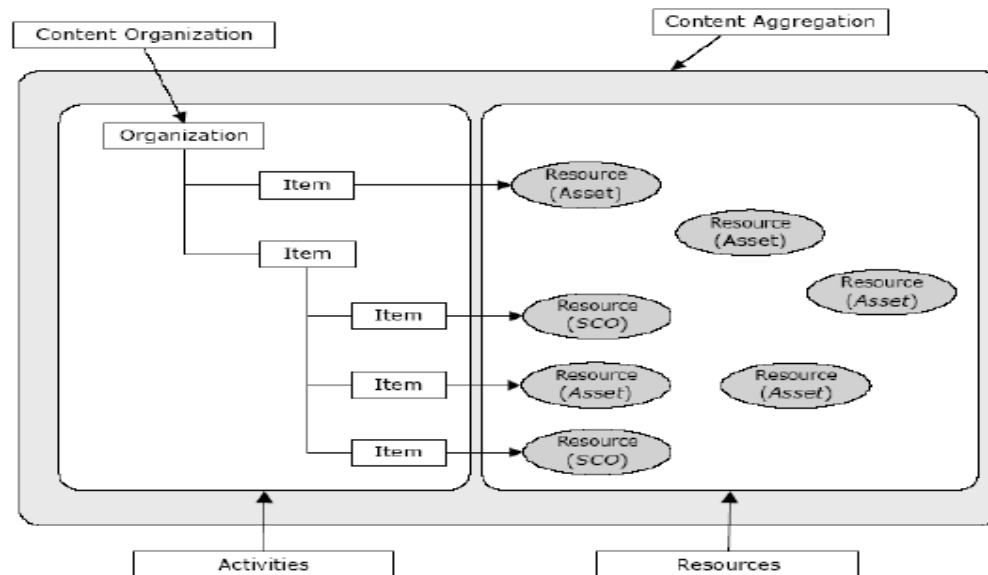 Content Organization
Content Aggregation
Organization
Item
Resource
(Asset)
Resource
(Asset)
Item
Resource
(Asset)
Item
Resource
(SCO)
Item
Resource
(Asset)
Resource
(Asset)
Item
Resource
(SCO)
Activities
Resources